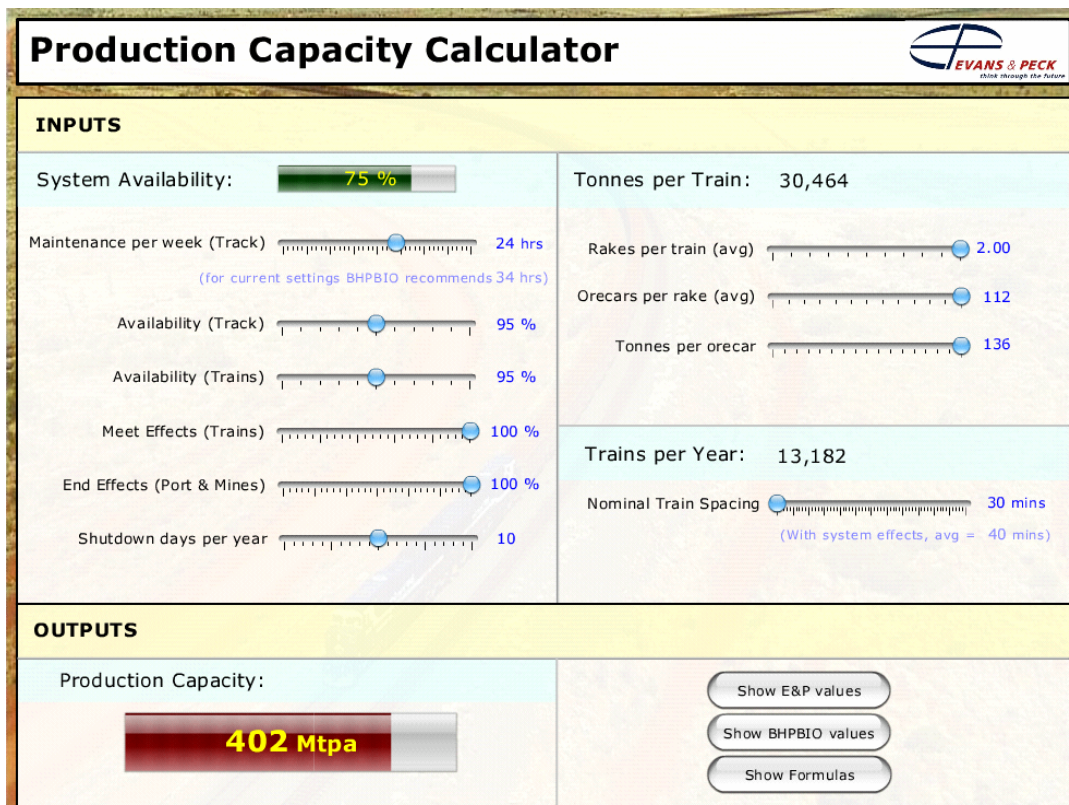 Production Capacity Calculator
EVANS & PECK
think through the future
INPUTS
System Availability: 75 %
Maintenance per week (Track) 24 hrs
(for current settings BHPBIO recommends 34 hrs)
Availability (Track) 95 %
Availability (Trains) 95 %
Meet Effects (Trains) 100 %
End Effects (Port & Mines) 100 %
Shutdown days per year 10
Tonnes per Train: 30,464
Rakes per train (avg) 2.00
Orecars per rake (avg) 112
Tonnes per orecar 136
Trains per Year: 13,182
Nominal Train Spacing 30 mins
(With system effects, avg = 40 mins)
OUTPUTS
Production Capacity:
402 Mtpa
Show E&P values
Show BHPBIO values
Show Formulas